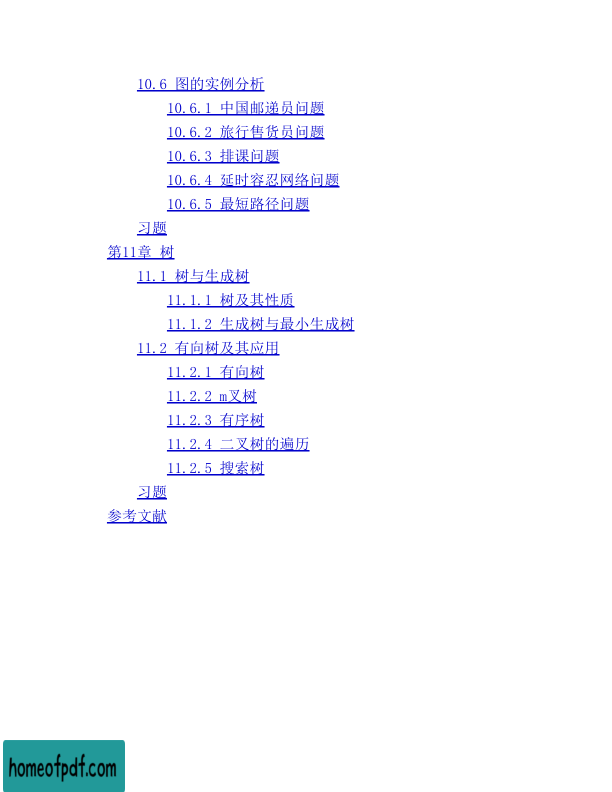 10.6 图的实例分析
10.6.1 中国邮递员问题
10.6.2 旅行售货员问题
10.6.3 排课问题
10.6.4 延时容忍网络问题
10.6.5 最短路径问题
习题
第11章 树
11.1 树与生成树
11.1.1 树及其性质
11.1.2 生成树与最小生成树
11.2 有向树及其应用
11.2.1 有向树
11.2.2 m叉树
11.2.3 有序树
11.2.4 二叉树的遍历
11.2.5 搜索树
习题
参考文献
homeofpdf.com